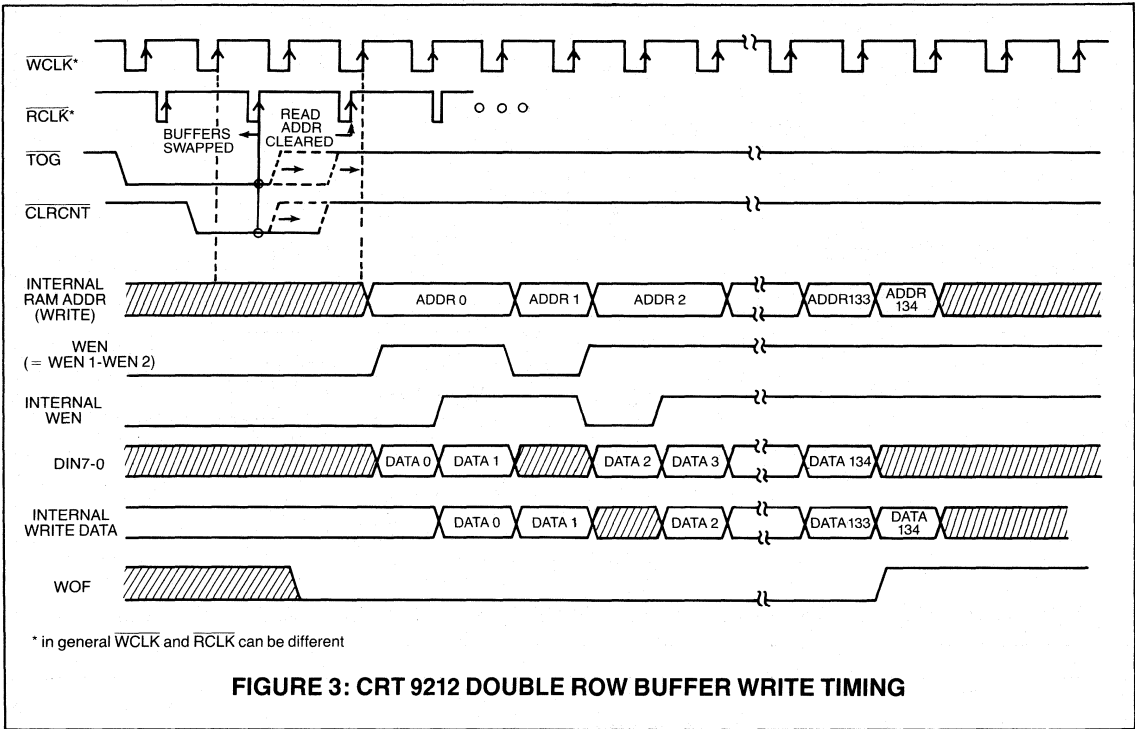 WCLK*
RCLK*
BUFFERS
SWAPPED
READ
ADDR
CLEARED
TOG
CLRCNT
INTERNAL
RAM ADDR
(WRITE)
ADDR 0
ADDR 1
ADDR 2
ADDR133
ADDR
134
WEN
(= WEN 1-WEN 2)
INTERNAL
WEN
DIN7-0
DATA 0
DATA 1
DATA 2
DATA 3
DATA 134
INTERNAL
WRITE DATA
DATA 0
DATA 1
DATA 2
DATA133
DATA
134
WOF
* in general WCLK and RCLK can be different
FIGURE 3: CRT 9212 DOUBLE ROW BUFFER WRITE TIMING